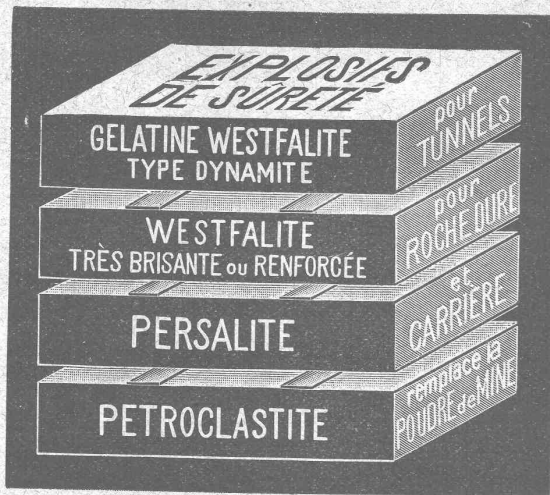 EXPLOSIFS
DE SÛRETÉ
GELATINE WESTFALITE
TYPE DYNAMITE
pour
TUNNELS
WESTFALITE
TRÈS BRISANTE ou RENFORCÉE
pour
ROCHE DURE
PERSALITE
et
CARRIÈRE
PETROCLASTITE
remplace la
POUDRE de MINE